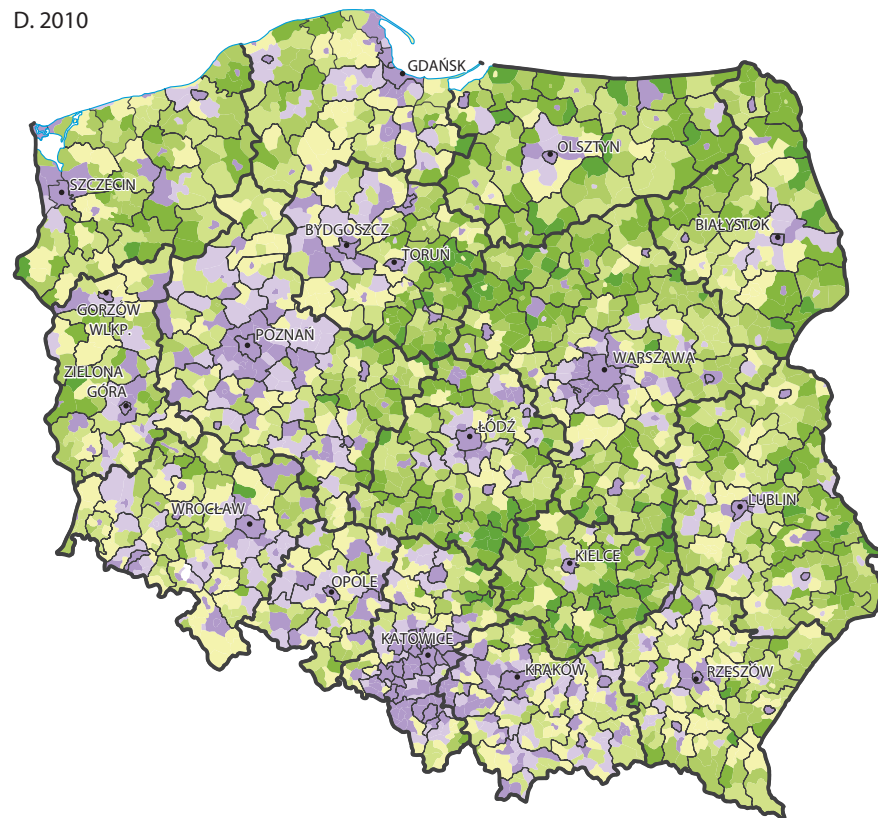 D. 2010
GDAŃSK
OLSZTYN
SZCZECIN
BIAŁYSTOK
BYDGOSZCZ
TORUŃ
GORZÓW
WLKP.
POZNAŃ
WARSZAWA
ZIELONA
GÓRA
ŁÓDŹ
WROCŁAW
LUBLIN
KIELCE
OPOLE
KATOWICE
KRAKÓW
RZESZÓW